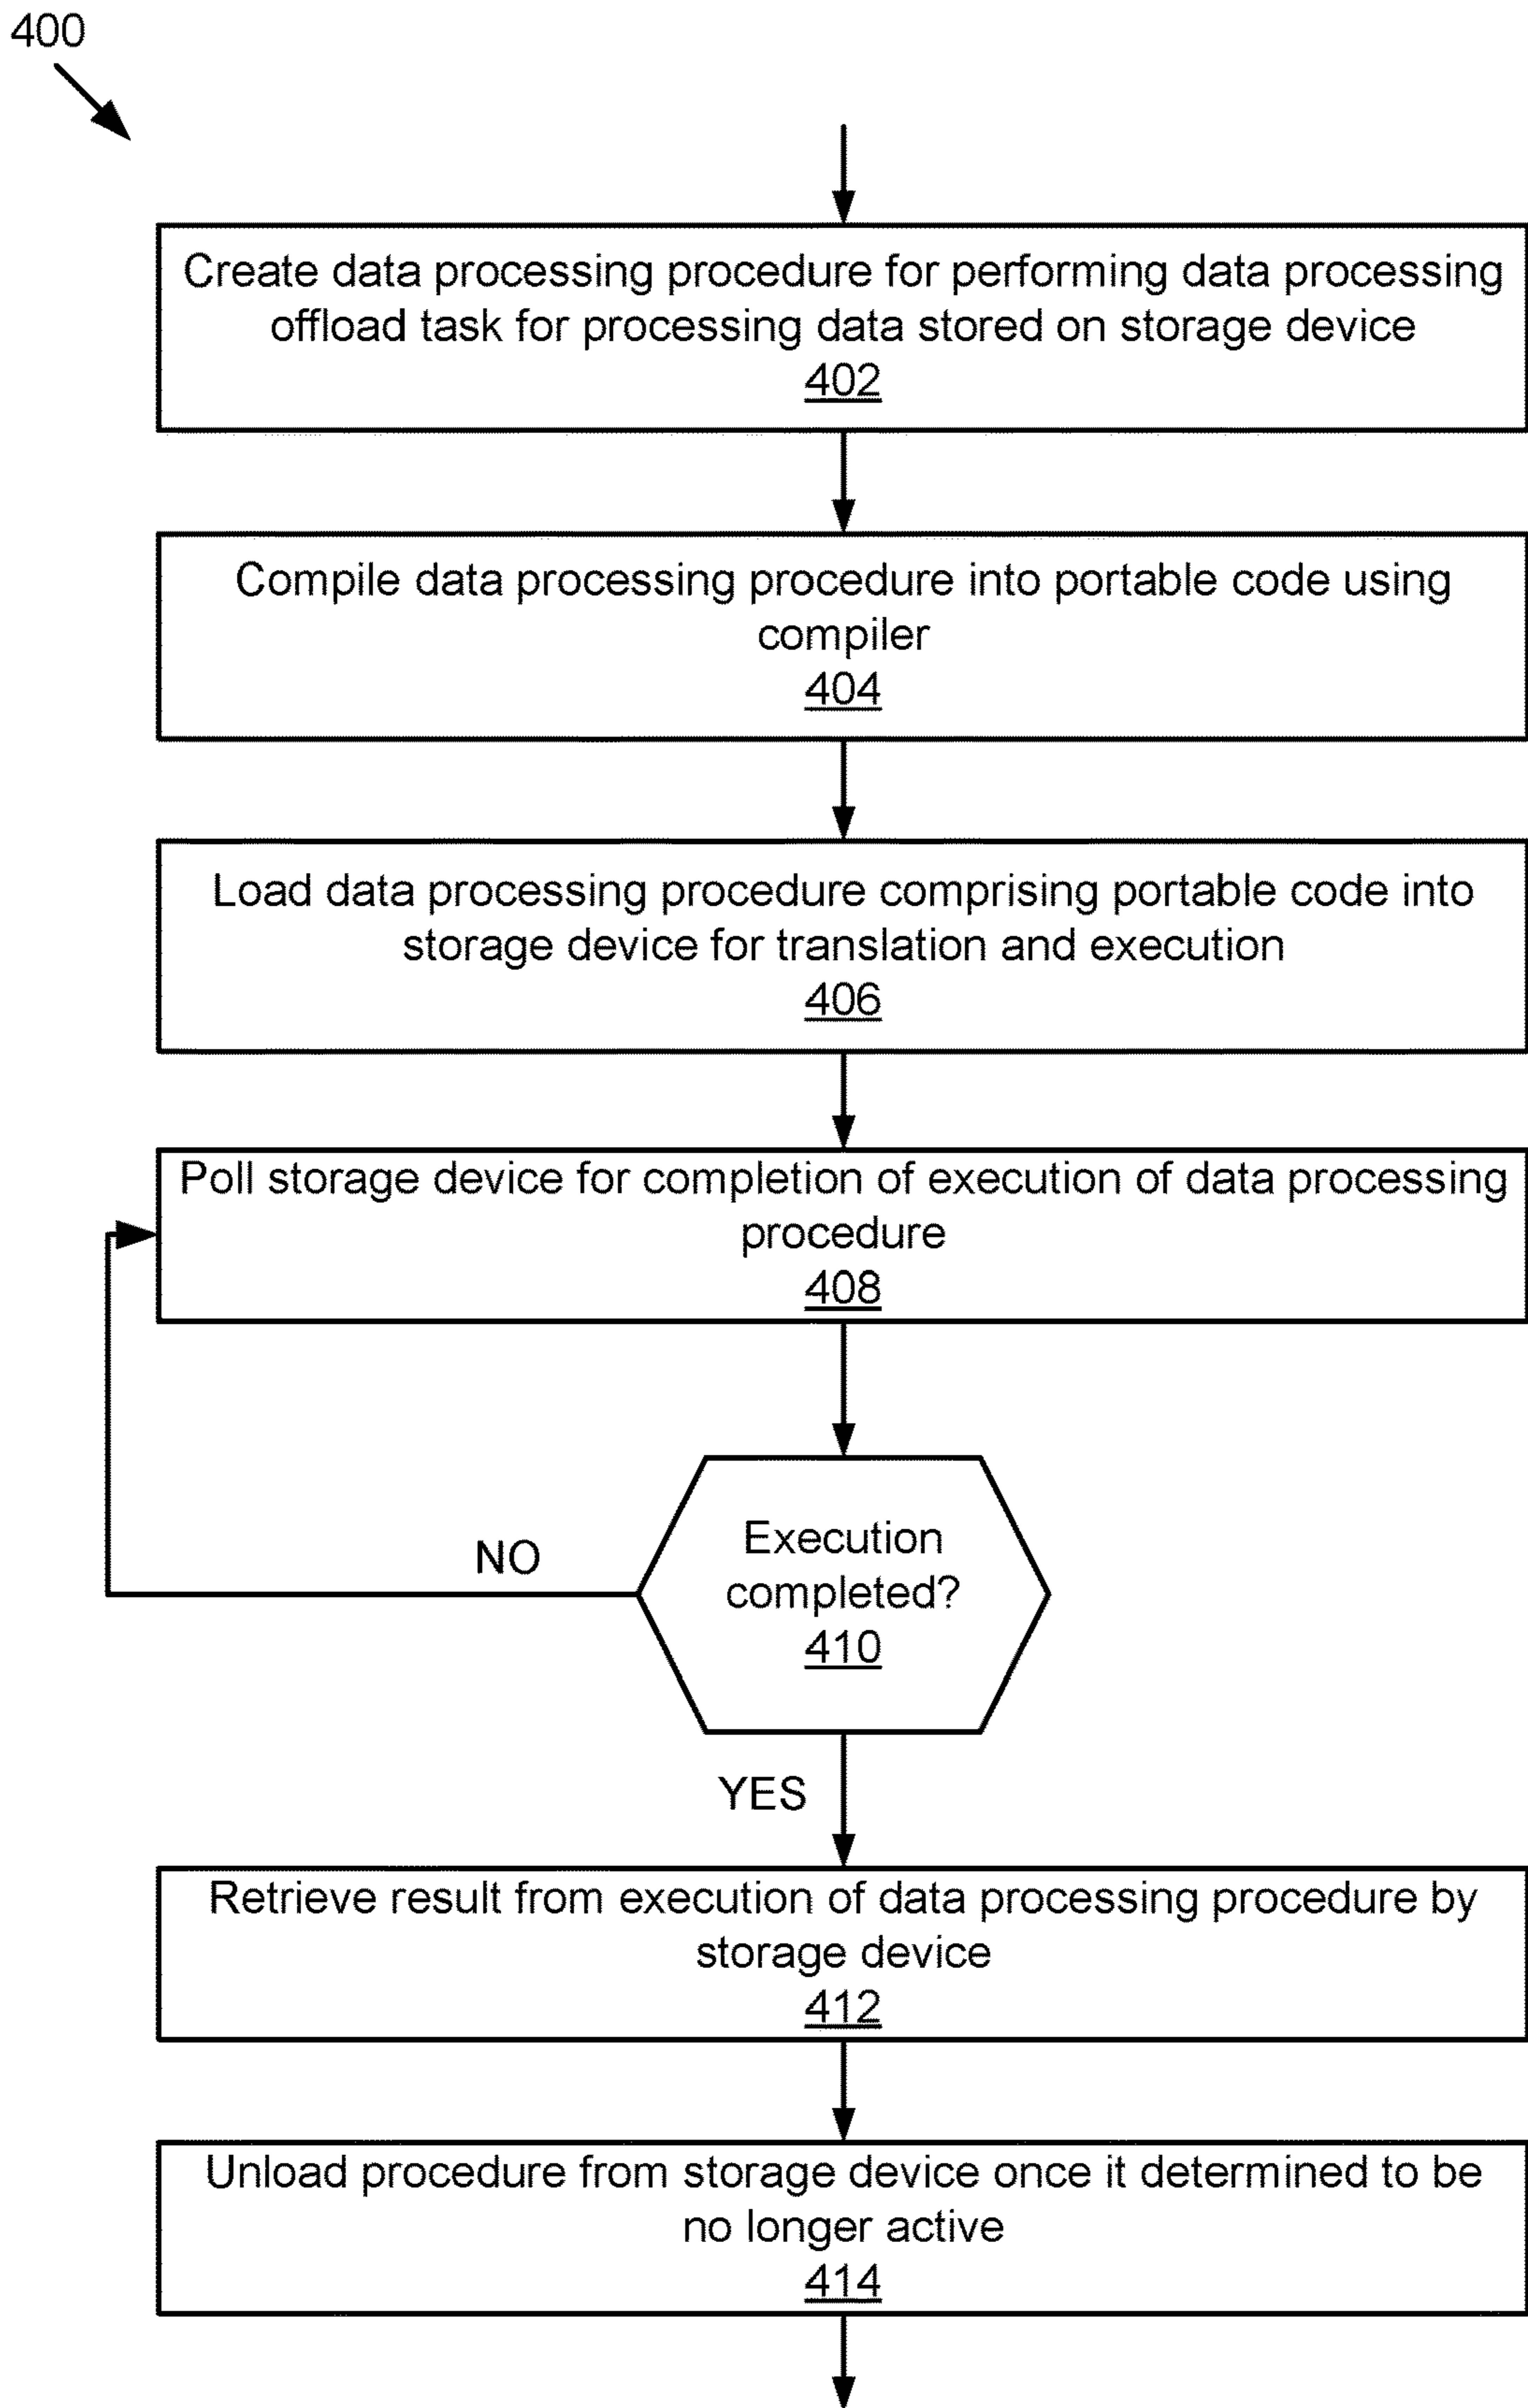 400
Create data processing procedure for performing data processing
offload task for processing data stored on storage device
402
Compile data processing procedure into portable code using
compiler
404
Load data processing procedure comprising portable code into
storage device for translation and execution
406
Poll storage device for completion of execution of data processing
procedure
408
Execution
completed?
410
NO
YES
Retrieve result from execution of data processing procedure by
storage device
412
Unload procedure from storage device once it determined to be
no longer active
414